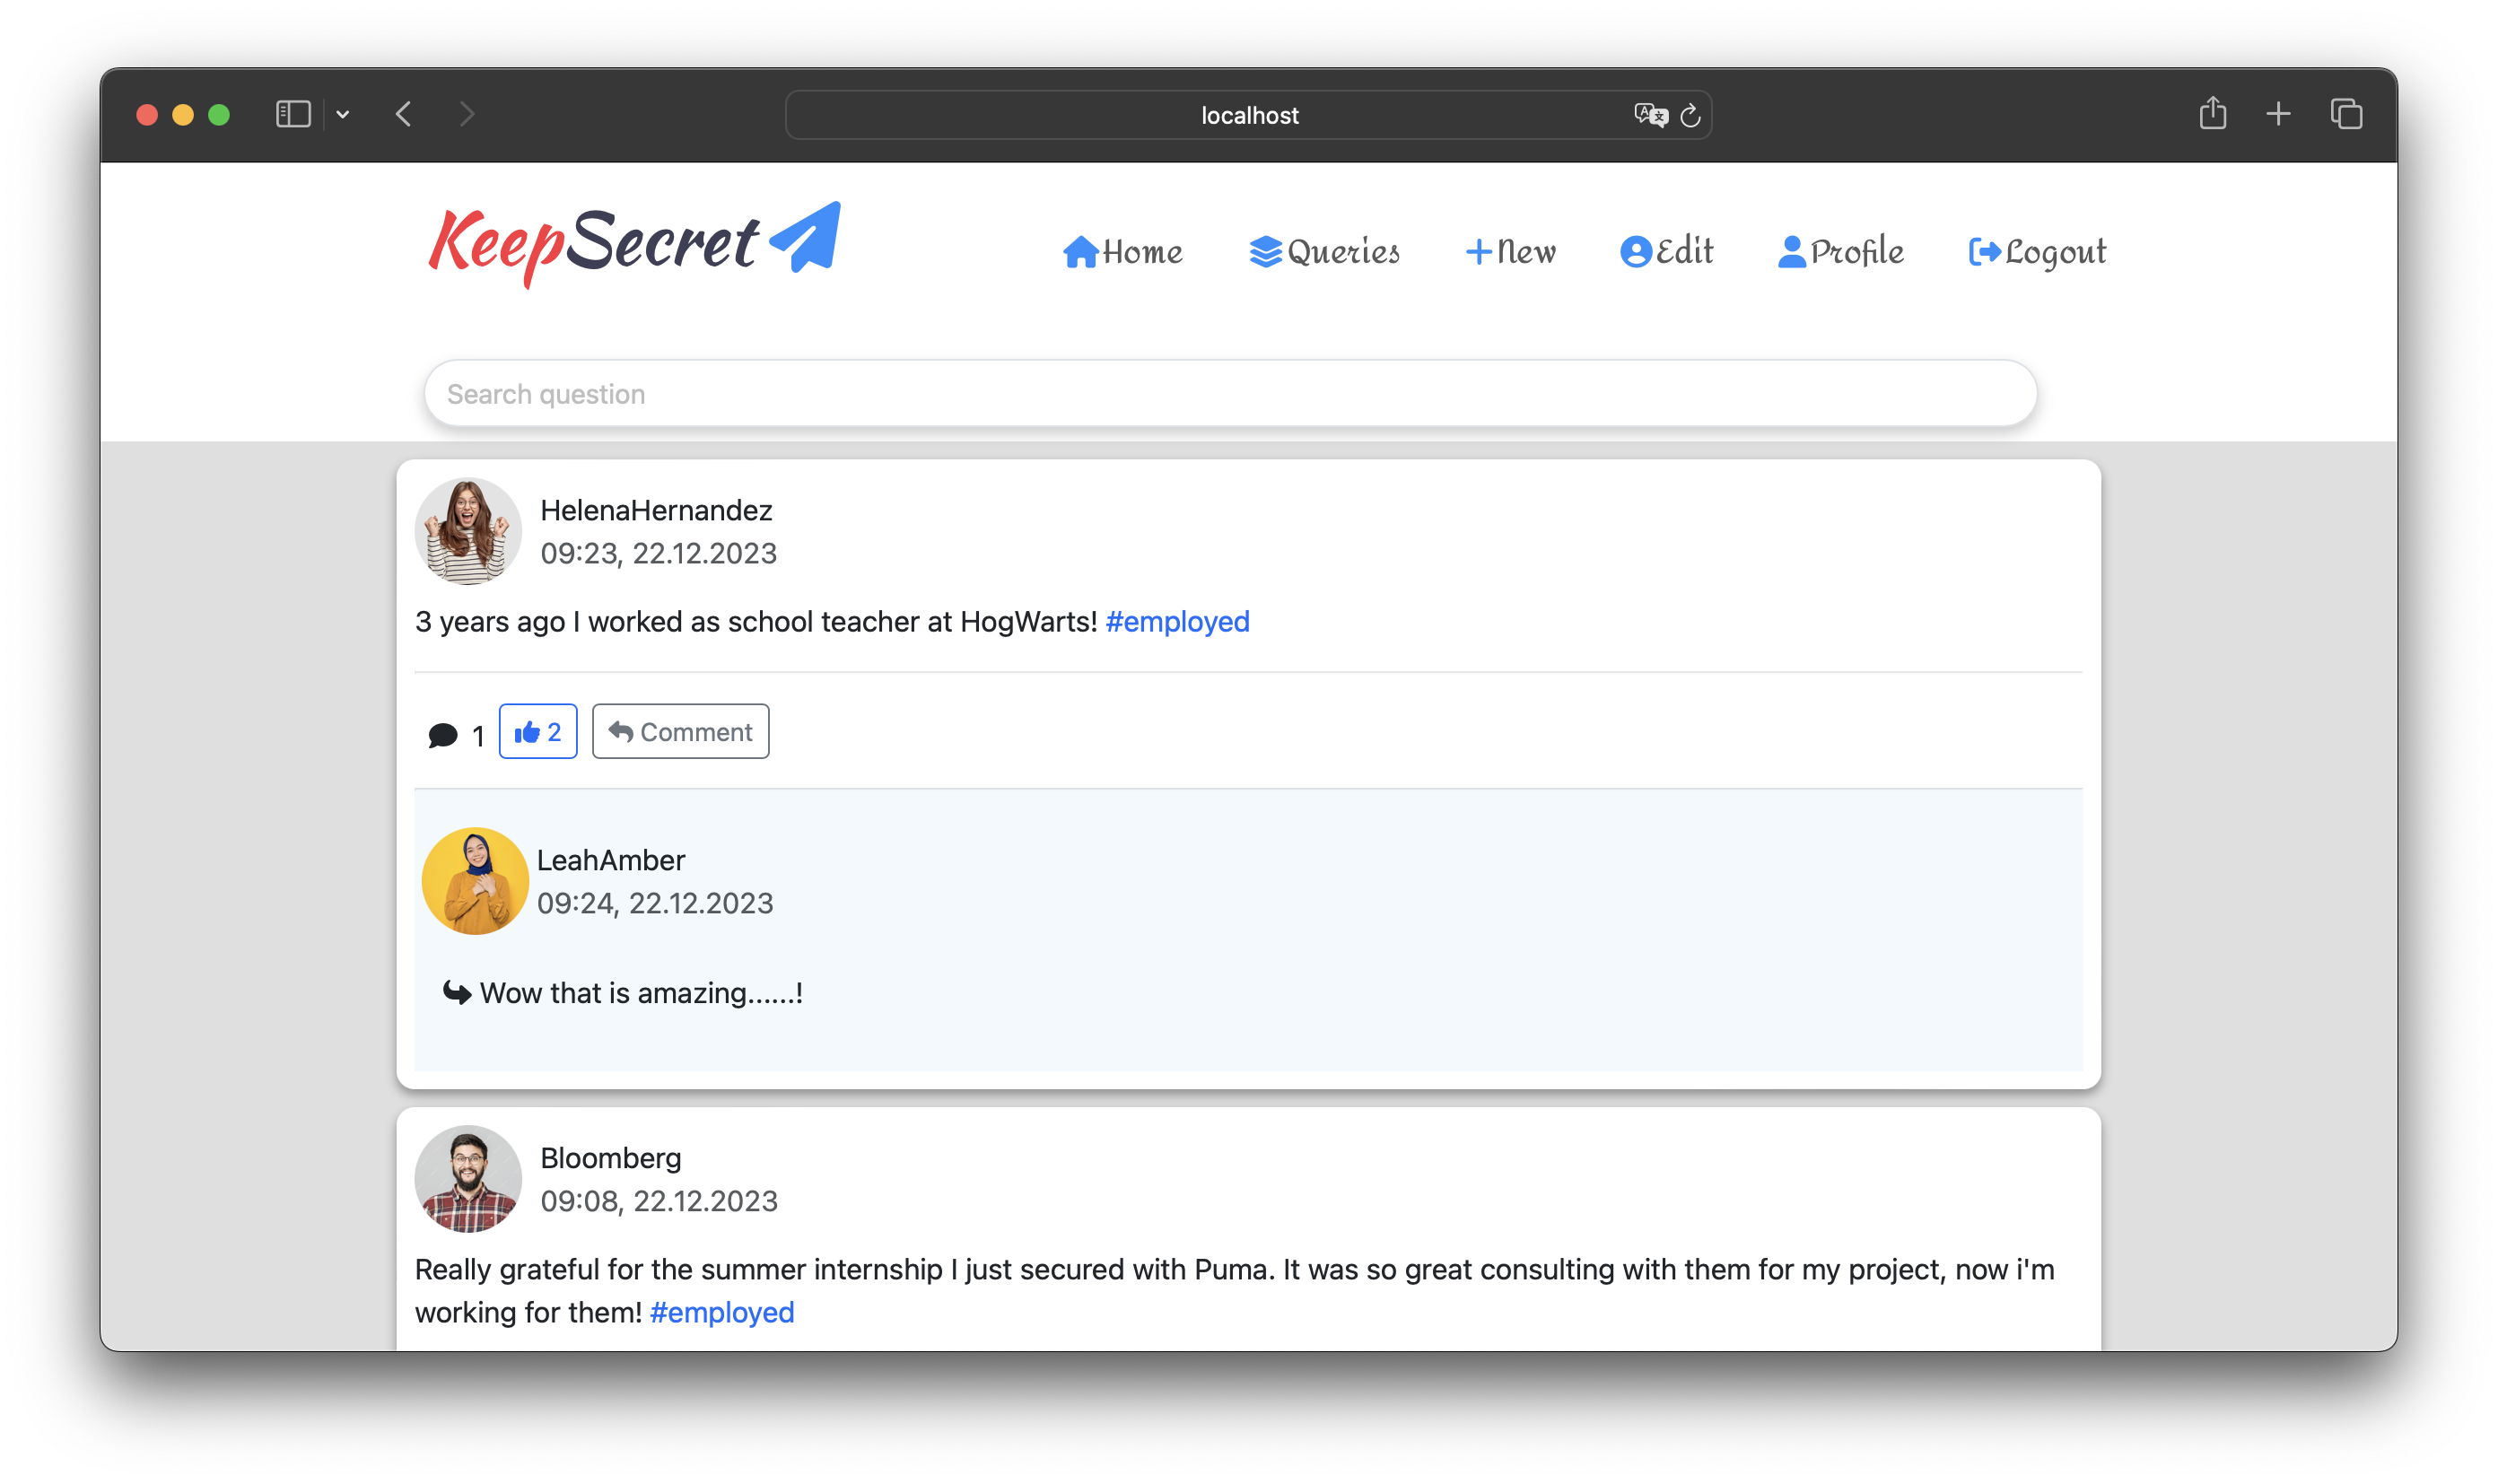 localhost
KeepSecret
Home Queries New Edit Profile Logout
Search question
HelenaHernandez
09:23, 22.12.2023
3 years ago I worked as school teacher at HogWarts! #employed
1 2 Comment
LeahAmber
09:24, 22.12.2023
Wow that is amazing......!
Bloomberg
09:08, 22.12.2023
Really grateful for the summer internship I just secured with Puma. It was so great consulting with them for my project, now i'm
working for them! #employed